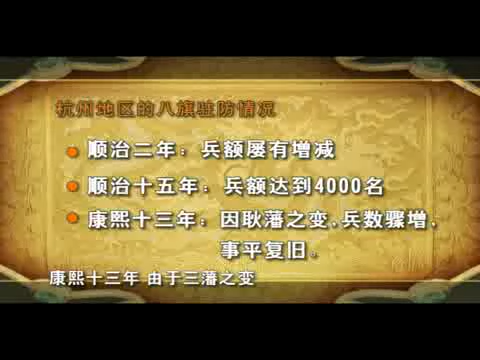 杭州地区的八旗驻防情况
顺治二年：兵额屡有增减
顺治十五年：兵额达到4000名
康熙十三年：因耿藩之变,兵数骤增,
事平复旧。
康熙十三年 由于三藩之变